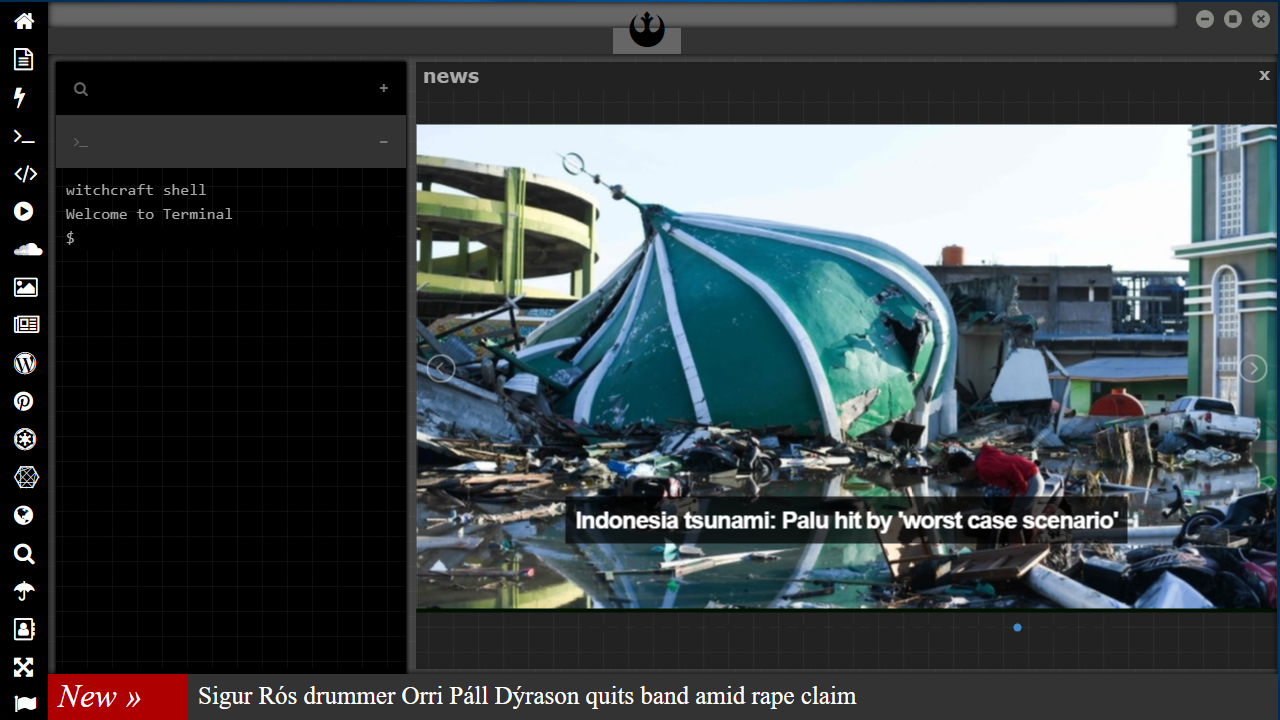 news
x
+
>_
−
witchcraft shell
Welcome to Terminal
$
Indonesia tsunami: Palu hit by 'worst case scenario'
New »
Sigur Rós drummer Orri Páll Dýrason quits band amid rape claim